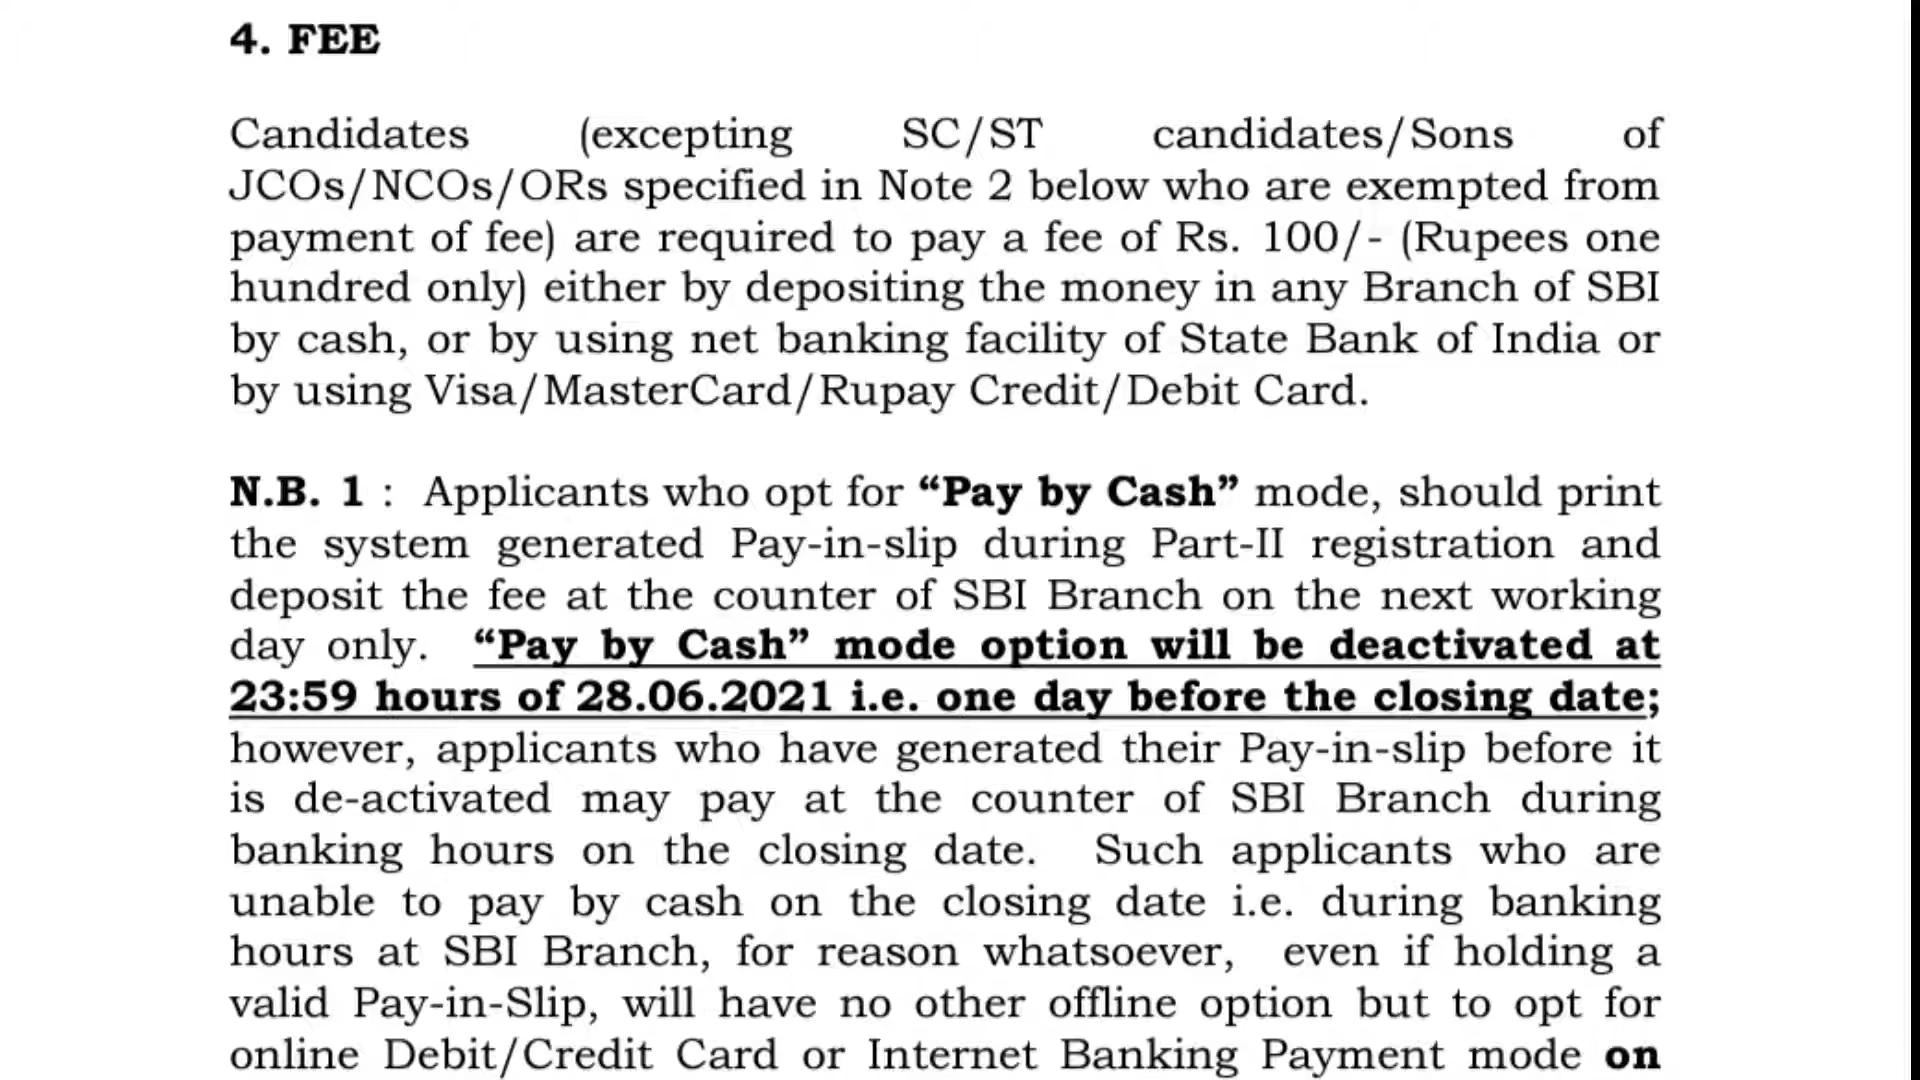 4. FEE
Candidates (excepting SC/ST candidates/Sons of
JCOs/NCOs/ORs specified in Note 2 below who are exempted from
payment of fee) are required to pay a fee of Rs. 100/- (Rupees one
hundred only) either by depositing the money in any Branch of SBI
by cash, or by using net banking facility of State Bank of India or
by using Visa/MasterCard/Rupay Credit/Debit Card.
N.B. 1 : Applicants who opt for “Pay by Cash” mode, should print
the system generated Pay-in-slip during Part-II registration and
deposit the fee at the counter of SBI Branch on the next working
day only. “Pay by Cash” mode option will be deactivated at
23:59 hours of 28.06.2021 i.e. one day before the closing date;
however, applicants who have generated their Pay-in-slip before it
is de-activated may pay at the counter of SBI Branch during
banking hours on the closing date. Such applicants who are
unable to pay by cash on the closing date i.e. during banking
hours at SBI Branch, for reason whatsoever, even if holding a
valid Pay-in-Slip, will have no other offline option but to opt for
online Debit/Credit Card or Internet Banking Payment mode on